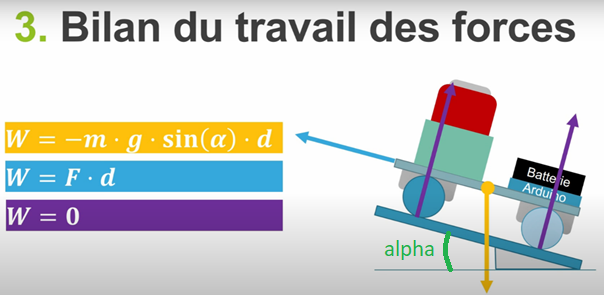 3. Bilan du travail des forces
W = −m · g · sin(α) · d
W = F · d
W = 0
Batterie
Arduino
alpha